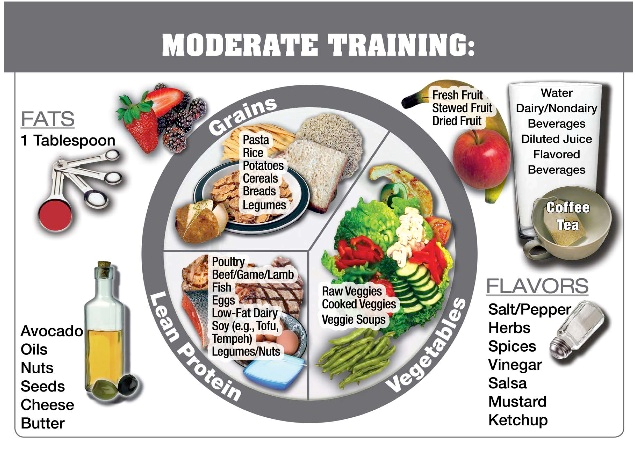 MODERATE TRAINING:
FATS
1 Tablespoon
Avocado
Oils
Nuts
Seeds
Cheese
Butter
Grains
Pasta
Rice
Potatoes
Cereals
Breads
Legumes
Lean Protein
Poultry
Beef/Game/Lamb
Fish
Eggs
Low-Fat Dairy
Soy (e.g., Tofu,
Tempeh)
Legumes/Nuts
Vegetables
Raw Veggies
Cooked Veggies
Veggie Soups
Fresh Fruit
Stewed Fruit
Dried Fruit
Water
Dairy/Nondairy
Beverages
Diluted Juice
Flavored
Beverages
Coffee
Tea
FLAVORS
Salt/Pepper
Herbs
Spices
Vinegar
Salsa
Mustard
Ketchup